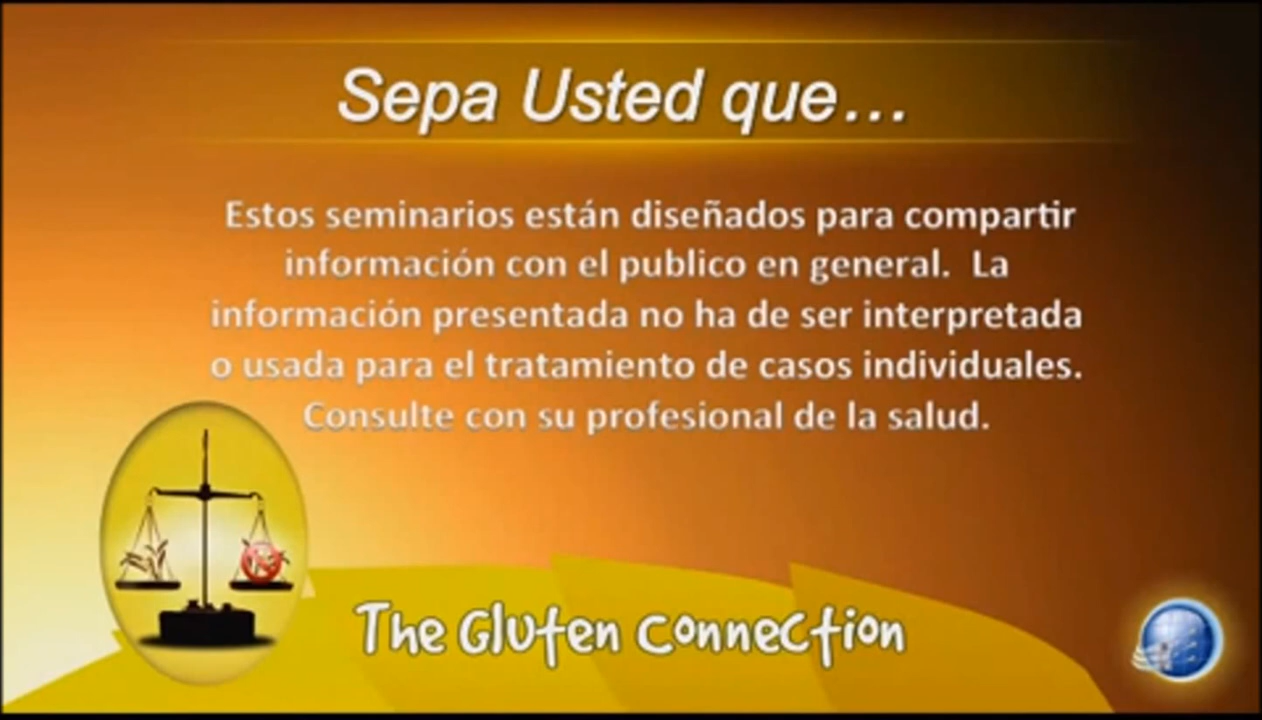 Sepa Usted que...
Estos seminarios están diseñados para compartir
información con el publico en general. La
información presentada no ha de ser interpretada
o usada para el tratamiento de casos individuales.
Consulte con su profesional de la salud.
The Gluten Connection